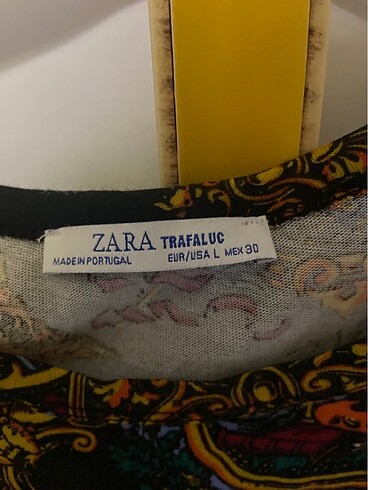 ZARA TRAFALUC
MADE IN PORTUGAL EUR/USA L MEX 30